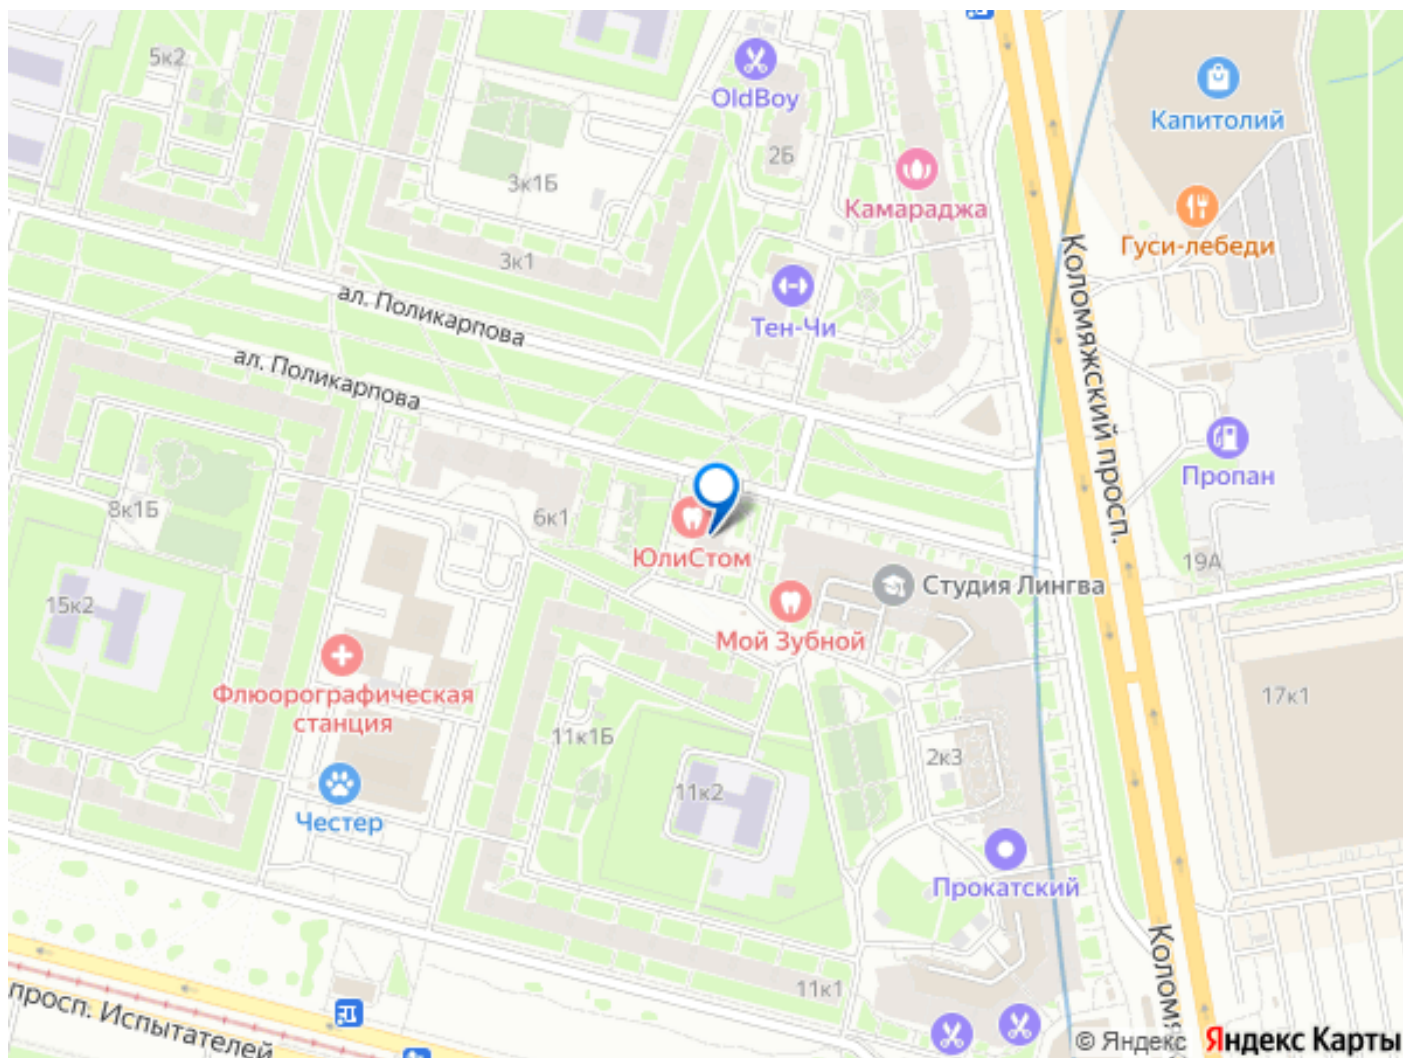 5к2
OldBoy
Капитолий
2Б
3к1Б
Камараджа
Гуси-лебеди
3к1
ал. Поликарпова
Тен-Чи
Коломяжский просп.
ал. Поликарпова
Пропан
8к1Б
6к1
ЮлиСтом
19А
Студия Лингва
15к2
Мой Зубной
Флюорографическая
станция
17к1
11к1Б
2к3
11к2
Честер
Прокатский
Коломя
11к1
просп. Испытателей
© Яндекс Яндекс Карты